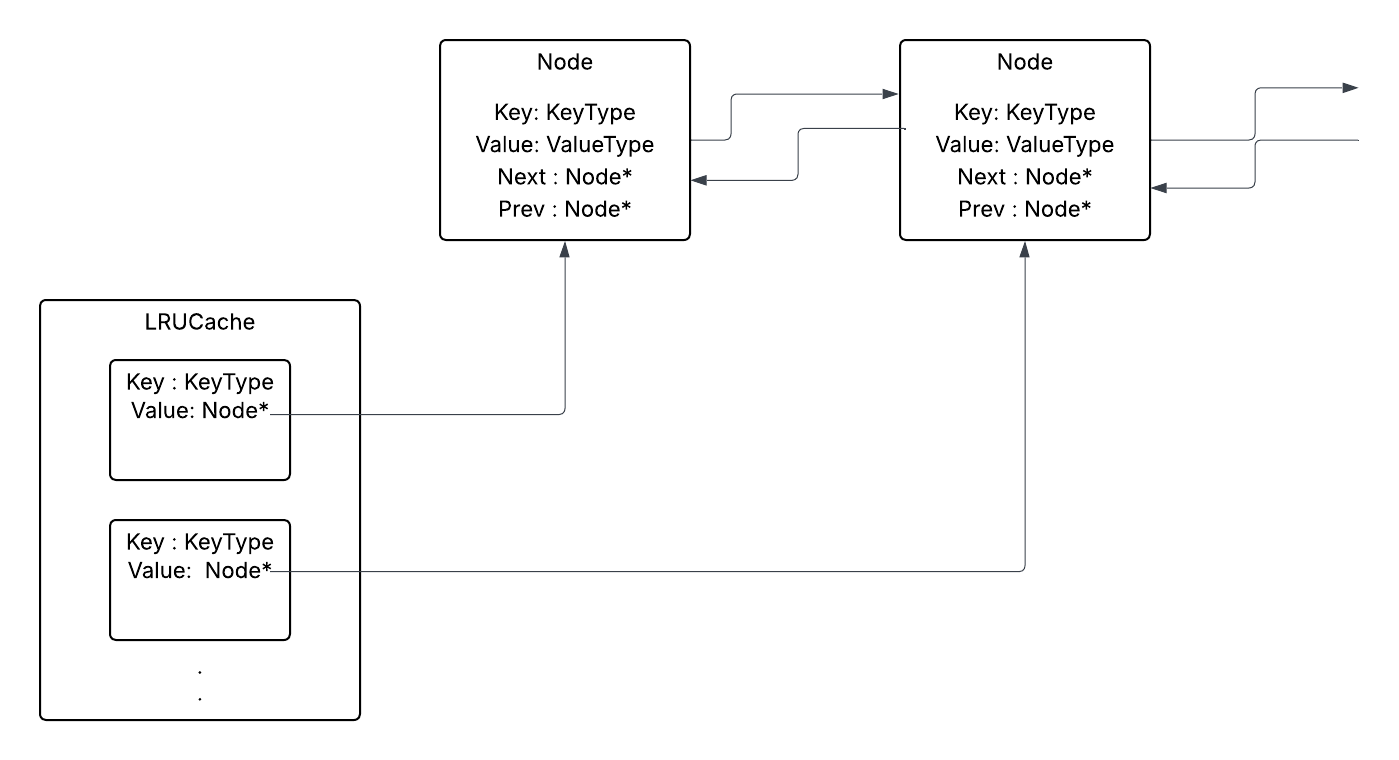 Node
Key: KeyType
Value: ValueType
Next : Node*
Prev : Node*
Node
Key: KeyType
Value: ValueType
Next : Node*
Prev : Node*
LRUCache
Key : KeyType
Value: Node*
Key : KeyType
Value:  Node*
.
.